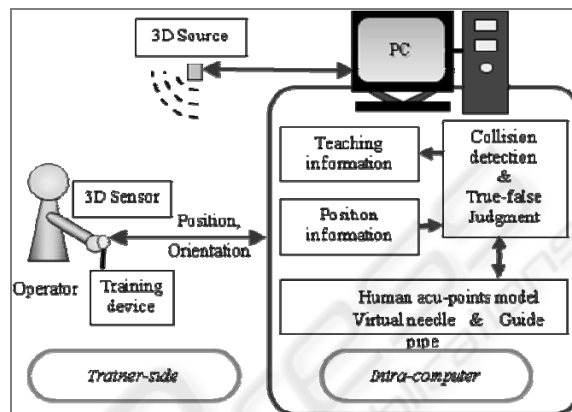 3D Source
PC
Teaching
information
Collision
detection
&
True-false
Judgment
3D Sensor
Position,
Orientation
Position
information
Operator
Training
device
Human acu-points model
Virtual needle & Guide
pipe
Trainer-side
Intra-computer